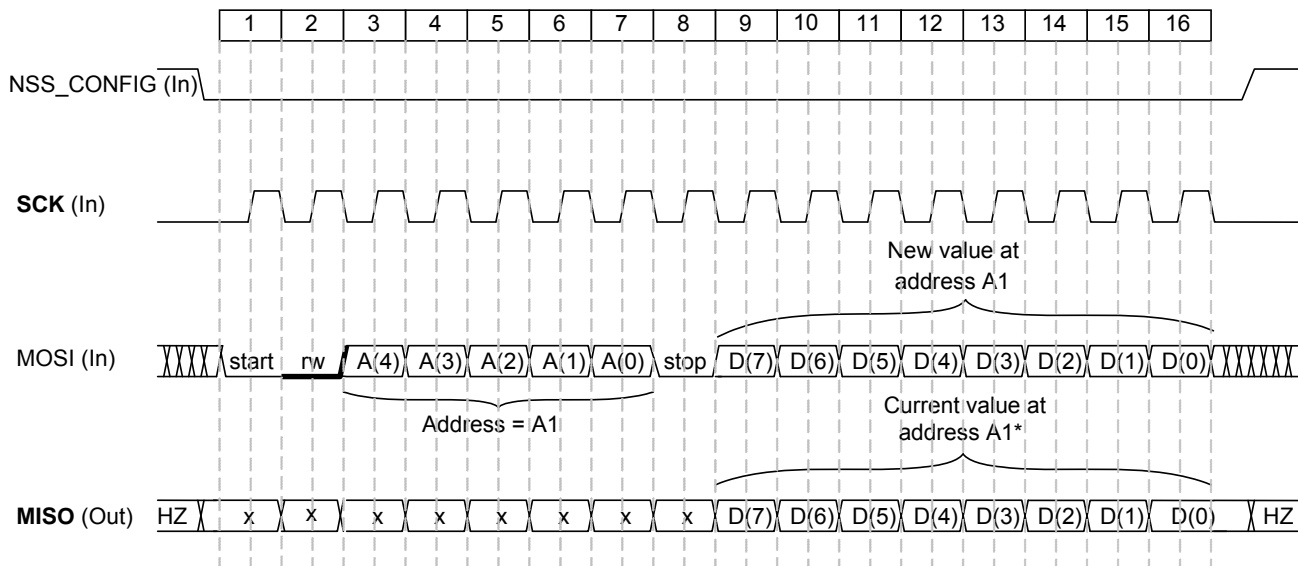 1 2 3 4 5 6 7 8 9 10 11 12 13 14 15 16
NSS_CONFIG (In)
SCK (In)
New value at
address A1
MOSI (In) start rw A(4) A(3) A(2) A(1) A(0) stop D(7) D(6) D(5) D(4) D(3) D(2) D(1) D(0)
Address = A1
Current value at
address A1*
MISO (Out) HZ x x x x x x x x D(7) D(6) D(5) D(4) D(3) D(2) D(1) D(0) HZ